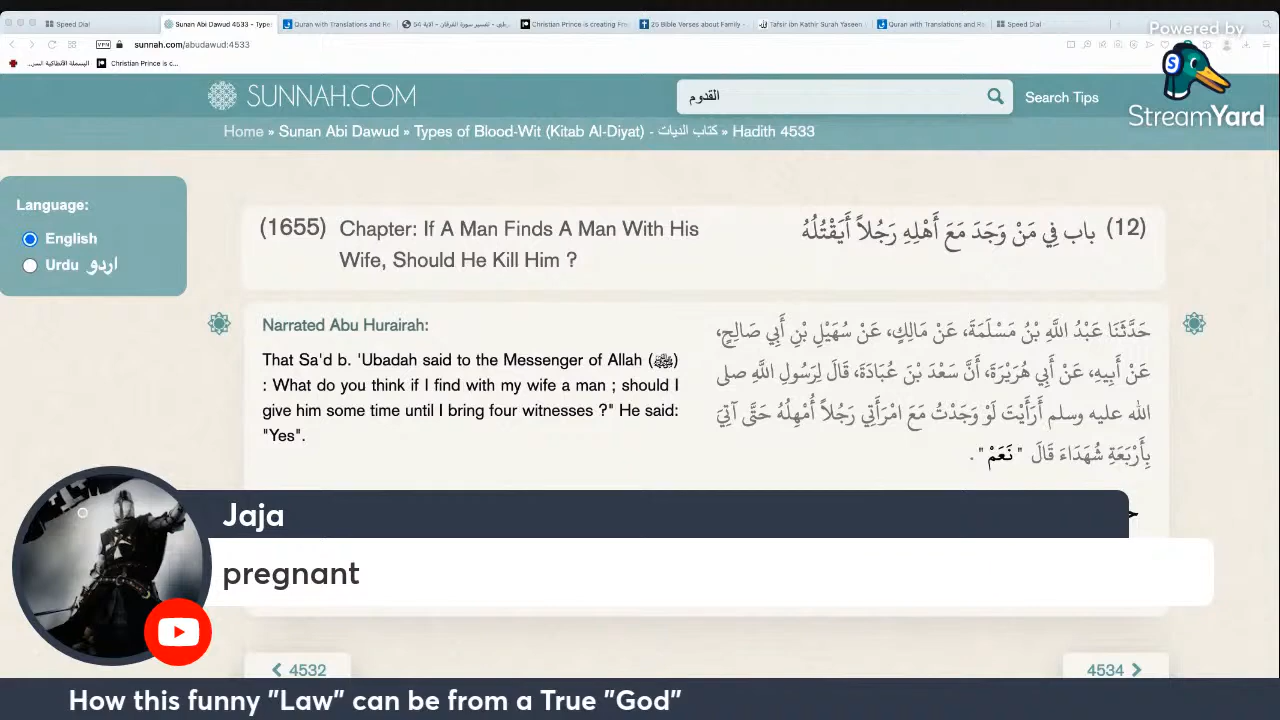 Speed Dial
Sunan Abi Dawud 4533 - Types
Quran with Translations and Re
Christian Prince is creating Fre
25 Bible Verses about Family -
Tafsir ibn Kathir Surah Yaseen
Quran with Translations and Re
Speed Dial
Powered by
StreamYard
VPN
sunnah.com/abudawud:4533
Christian Prince is c...
SUNNAH.COM
القدوم
Search Tips
Home » Sunan Abi Dawud » Types of Blood-Wit (Kitab Al-Diyat) - كتاب الديات » Hadith 4533
Language:
English
Urdu اردو
(1655) Chapter: If A Man Finds A Man With His
Wife, Should He Kill Him ?
(12) باب فِي مَنْ وَجَدَ مَعَ أَهْلِهِ رَجُلاً أَيَقْتُلُهُ
Narrated Abu Hurairah:
That Sa'd b. 'Ubadah said to the Messenger of Allah (ﷺ)
: What do you think if I find with my wife a man ; should I
give him some time until I bring four witnesses ?" He said:
"Yes".
حَدَّثَنَا عَبْدُ اللَّهِ بْنُ مَسْلَمَةَ، عَنْ مَالِكٍ، عَنْ سُهَيْلِ بْنِ أَبِي صَالِحٍ،
عَنْ أَبِيهِ، عَنْ أَبِي هُرَيْرَةَ، أَنَّ سَعْدَ بْنَ عُبَادَةَ، قَالَ لِرَسُولِ اللَّهِ صلى
الله عليه وسلم أَرَأَيْتَ لَوْ وَجَدْتُ مَعَ امْرَأَتِي رَجُلاً أُمْهِلُهُ حَتَّى آتِيَ
بِأَرْبَعَةِ شُهَدَاءَ قَالَ " نَعَمْ " .
Jaja
pregnant
4532
4534
How this funny "Law" can be from a True "God"